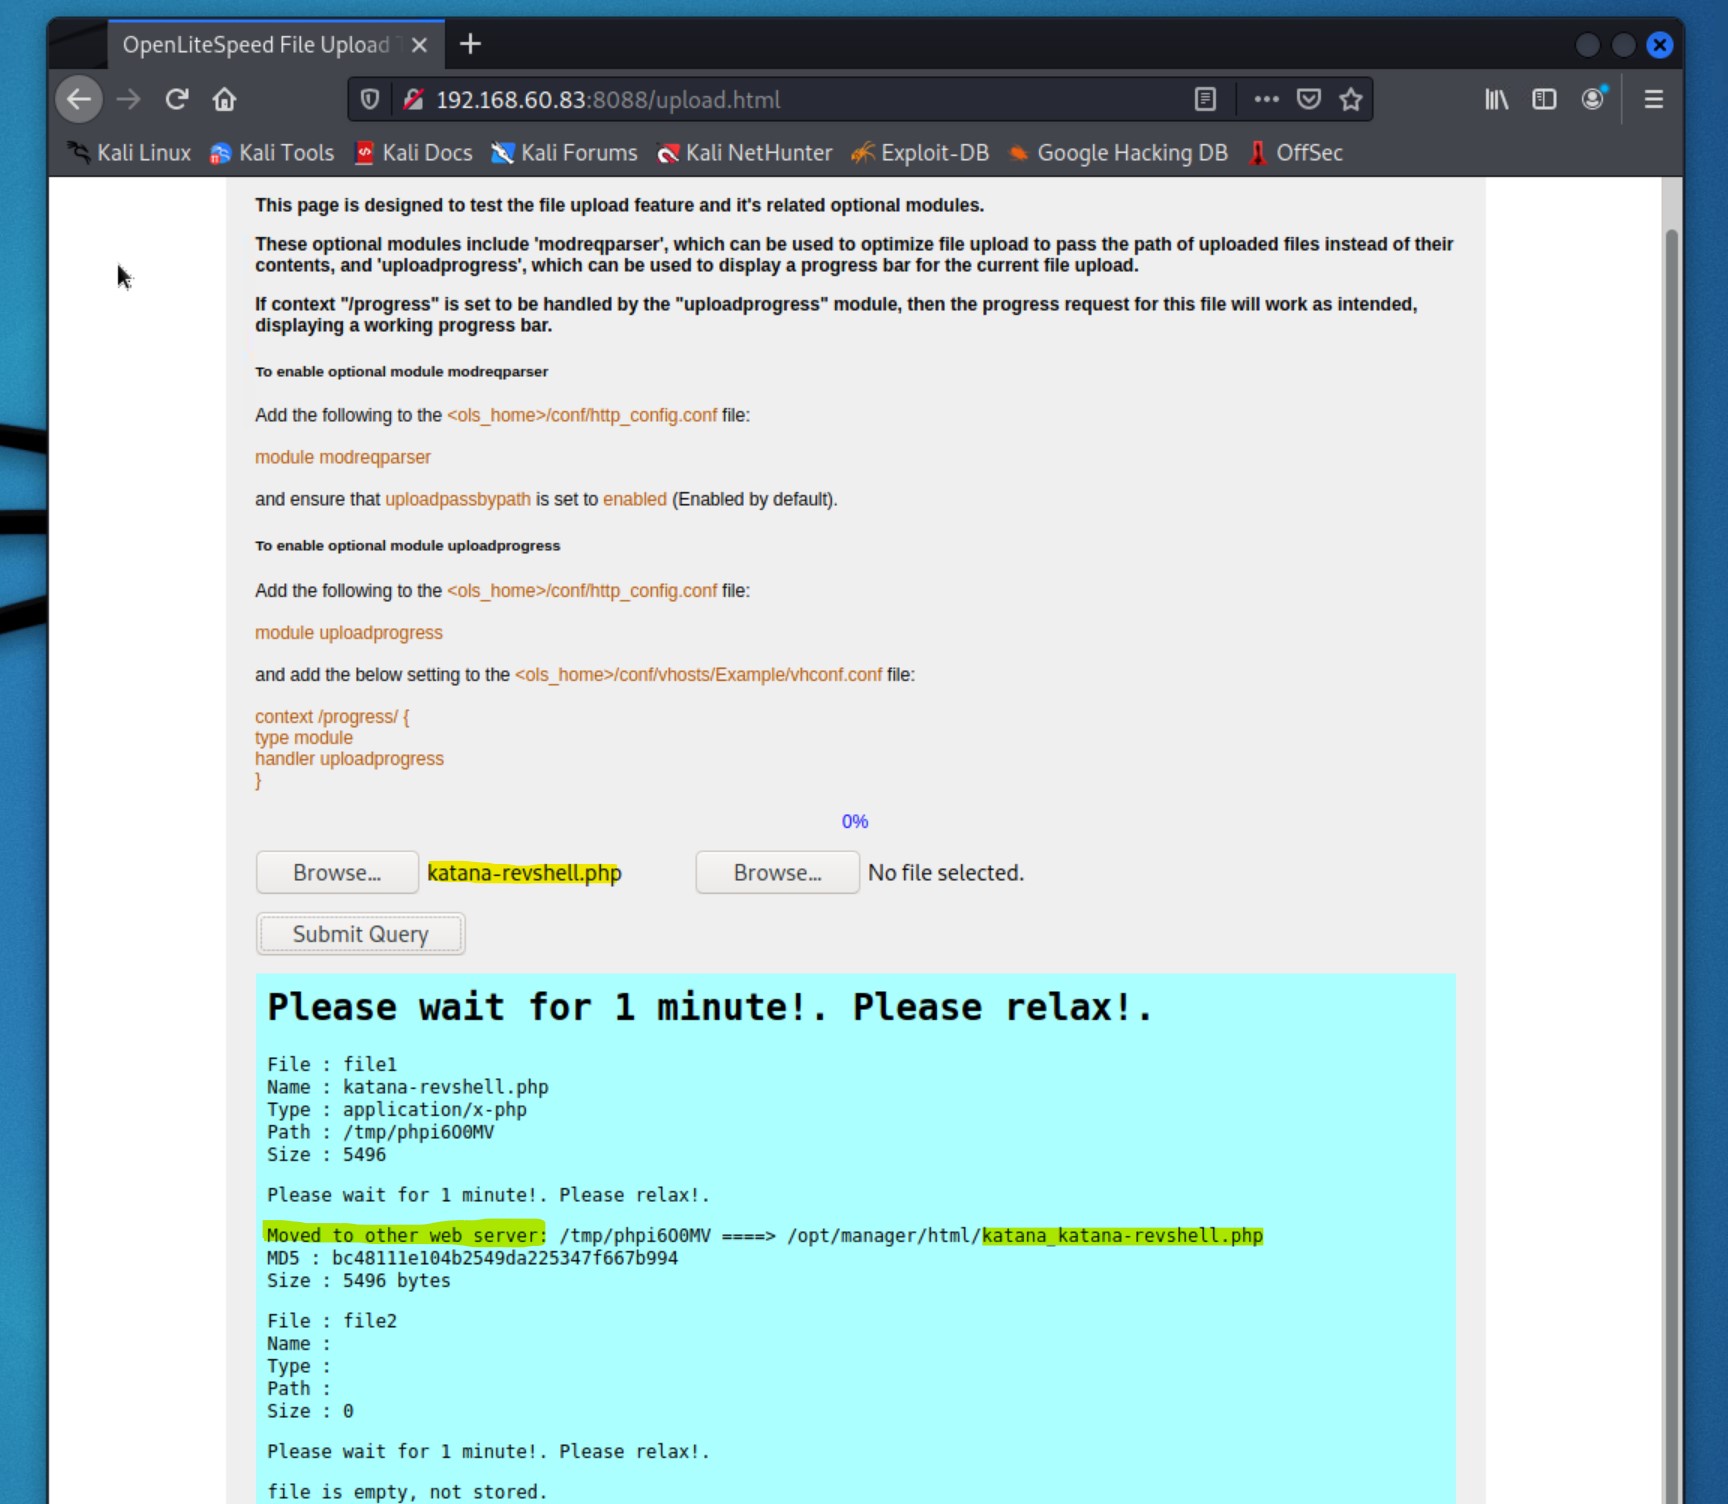 OpenLiteSpeed File Upload
192.168.60.83:8088/upload.html
Kali Linux Kali Tools Kali Docs Kali Forums Kali NetHunter Exploit-DB Google Hacking DB OffSec
This page is designed to test the file upload feature and it's related optional modules.
These optional modules include 'modreqparser', which can be used to optimize file upload to pass the path of uploaded files instead of their
contents, and 'uploadprogress', which can be used to display a progress bar for the current file upload.
If context "/progress" is set to be handled by the "uploadprogress" module, then the progress request for this file will work as intended,
displaying a working progress bar.
To enable optional module modreqparser
Add the following to the <ols_home>/conf/http_config.conf file:
module modreqparser
and ensure that uploadpassbypath is set to enabled (Enabled by default).
To enable optional module uploadprogress
Add the following to the <ols_home>/conf/http_config.conf file:
module uploadprogress
and add the below setting to the <ols_home>/conf/vhosts/Example/vhconf.conf file:
context /progress/ {
type module
handler uploadprogress
}
0%
Browse... katana-revshell.php Browse... No file selected.
Submit Query
Please wait for 1 minute!. Please relax!.
File : file1
Name : katana-revshell.php
Type : application/x-php
Path : /tmp/phpi6O0MV
Size : 5496
Please wait for 1 minute!. Please relax!.
Moved to other web server: /tmp/phpi6O0MV ====> /opt/manager/html/katana_katana-revshell.php
MD5 : bc48111e104b2549da225347f667b994
Size : 5496 bytes
File : file2
Name :
Type :
Path :
Size : 0
Please wait for 1 minute!. Please relax!.
file is empty, not stored.